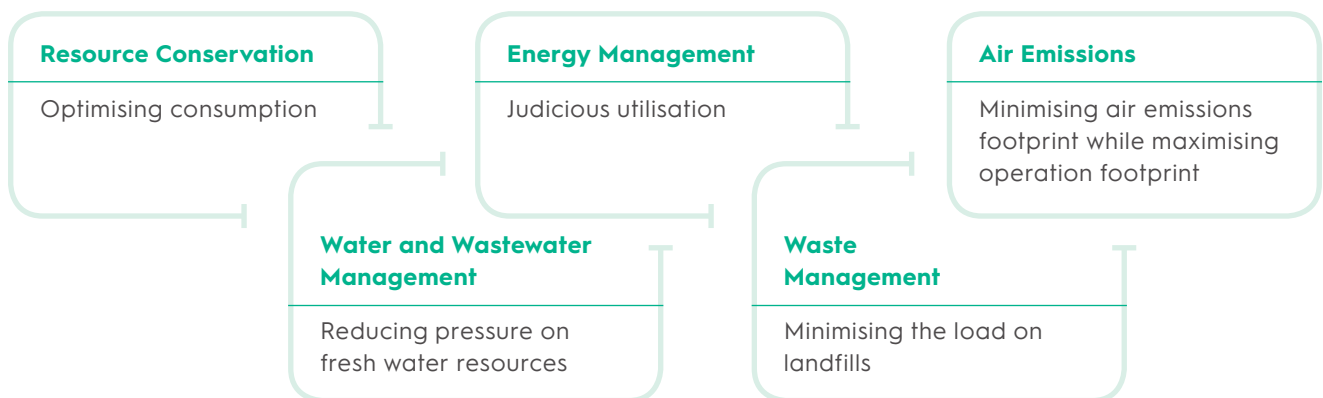 Resource Conservation
Optimising consumption
Energy Management
Judicious utilisation
Air Emissions
Minimising air emissions
footprint while maximising
operation footprint
Water and Wastewater
Management
Reducing pressure on
fresh water resources
Waste
Management
Minimising the load on
landfills